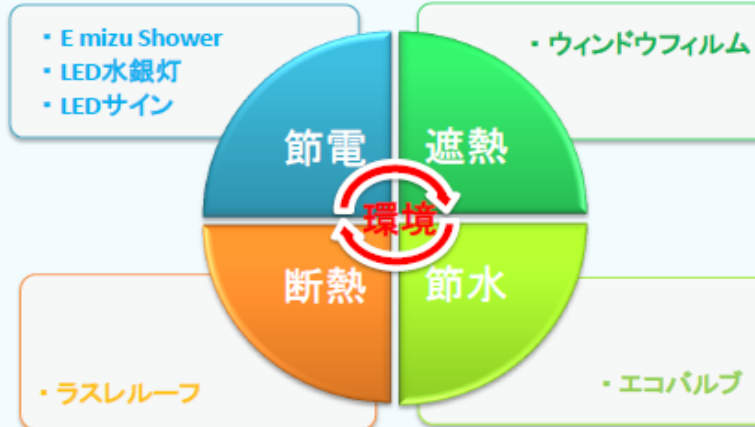 ・E mizu Shower
・LED水銀灯
・LEDサイン
・ウィンドウフィルム
節電
遮熱
環境
断熱
節水
・ラスレルーフ
・エコバルブ